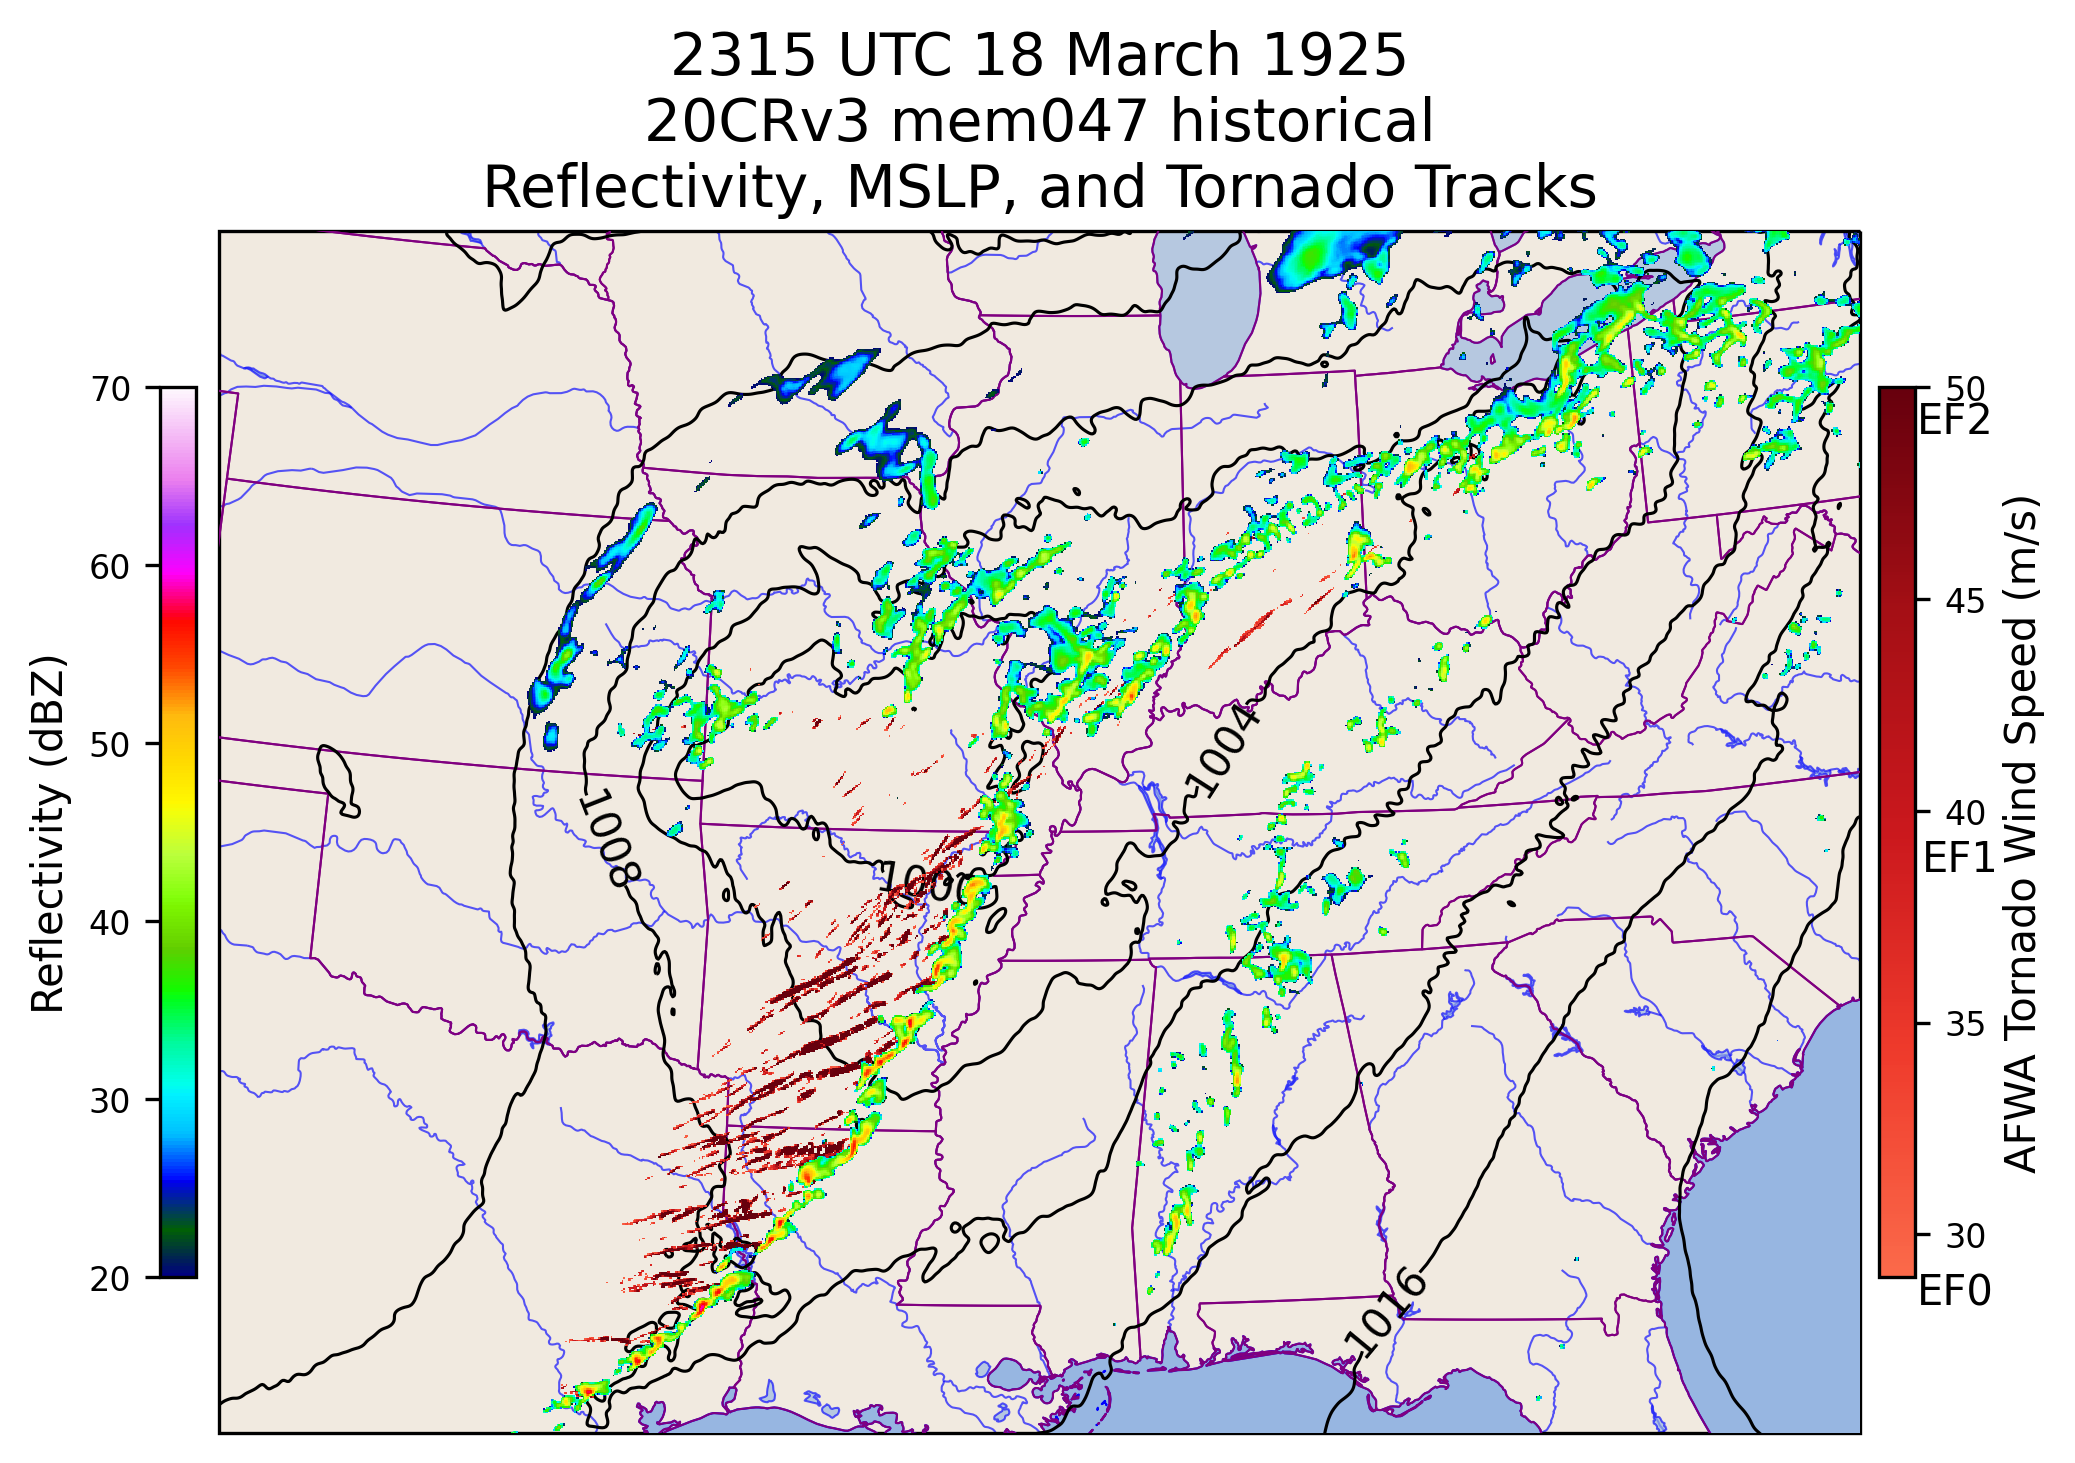 2315 UTC 18 March 1925
20CRv3 mem047 historical
Reflectivity, MSLP, and Tornado Tracks
Reflectivity (dBZ)
70
60
50
40
30
20
1008
1004
1000
1016
50
EF2
45
40
EF1
35
30
EF0
AFWA Tornado Wind Speed (m/s)